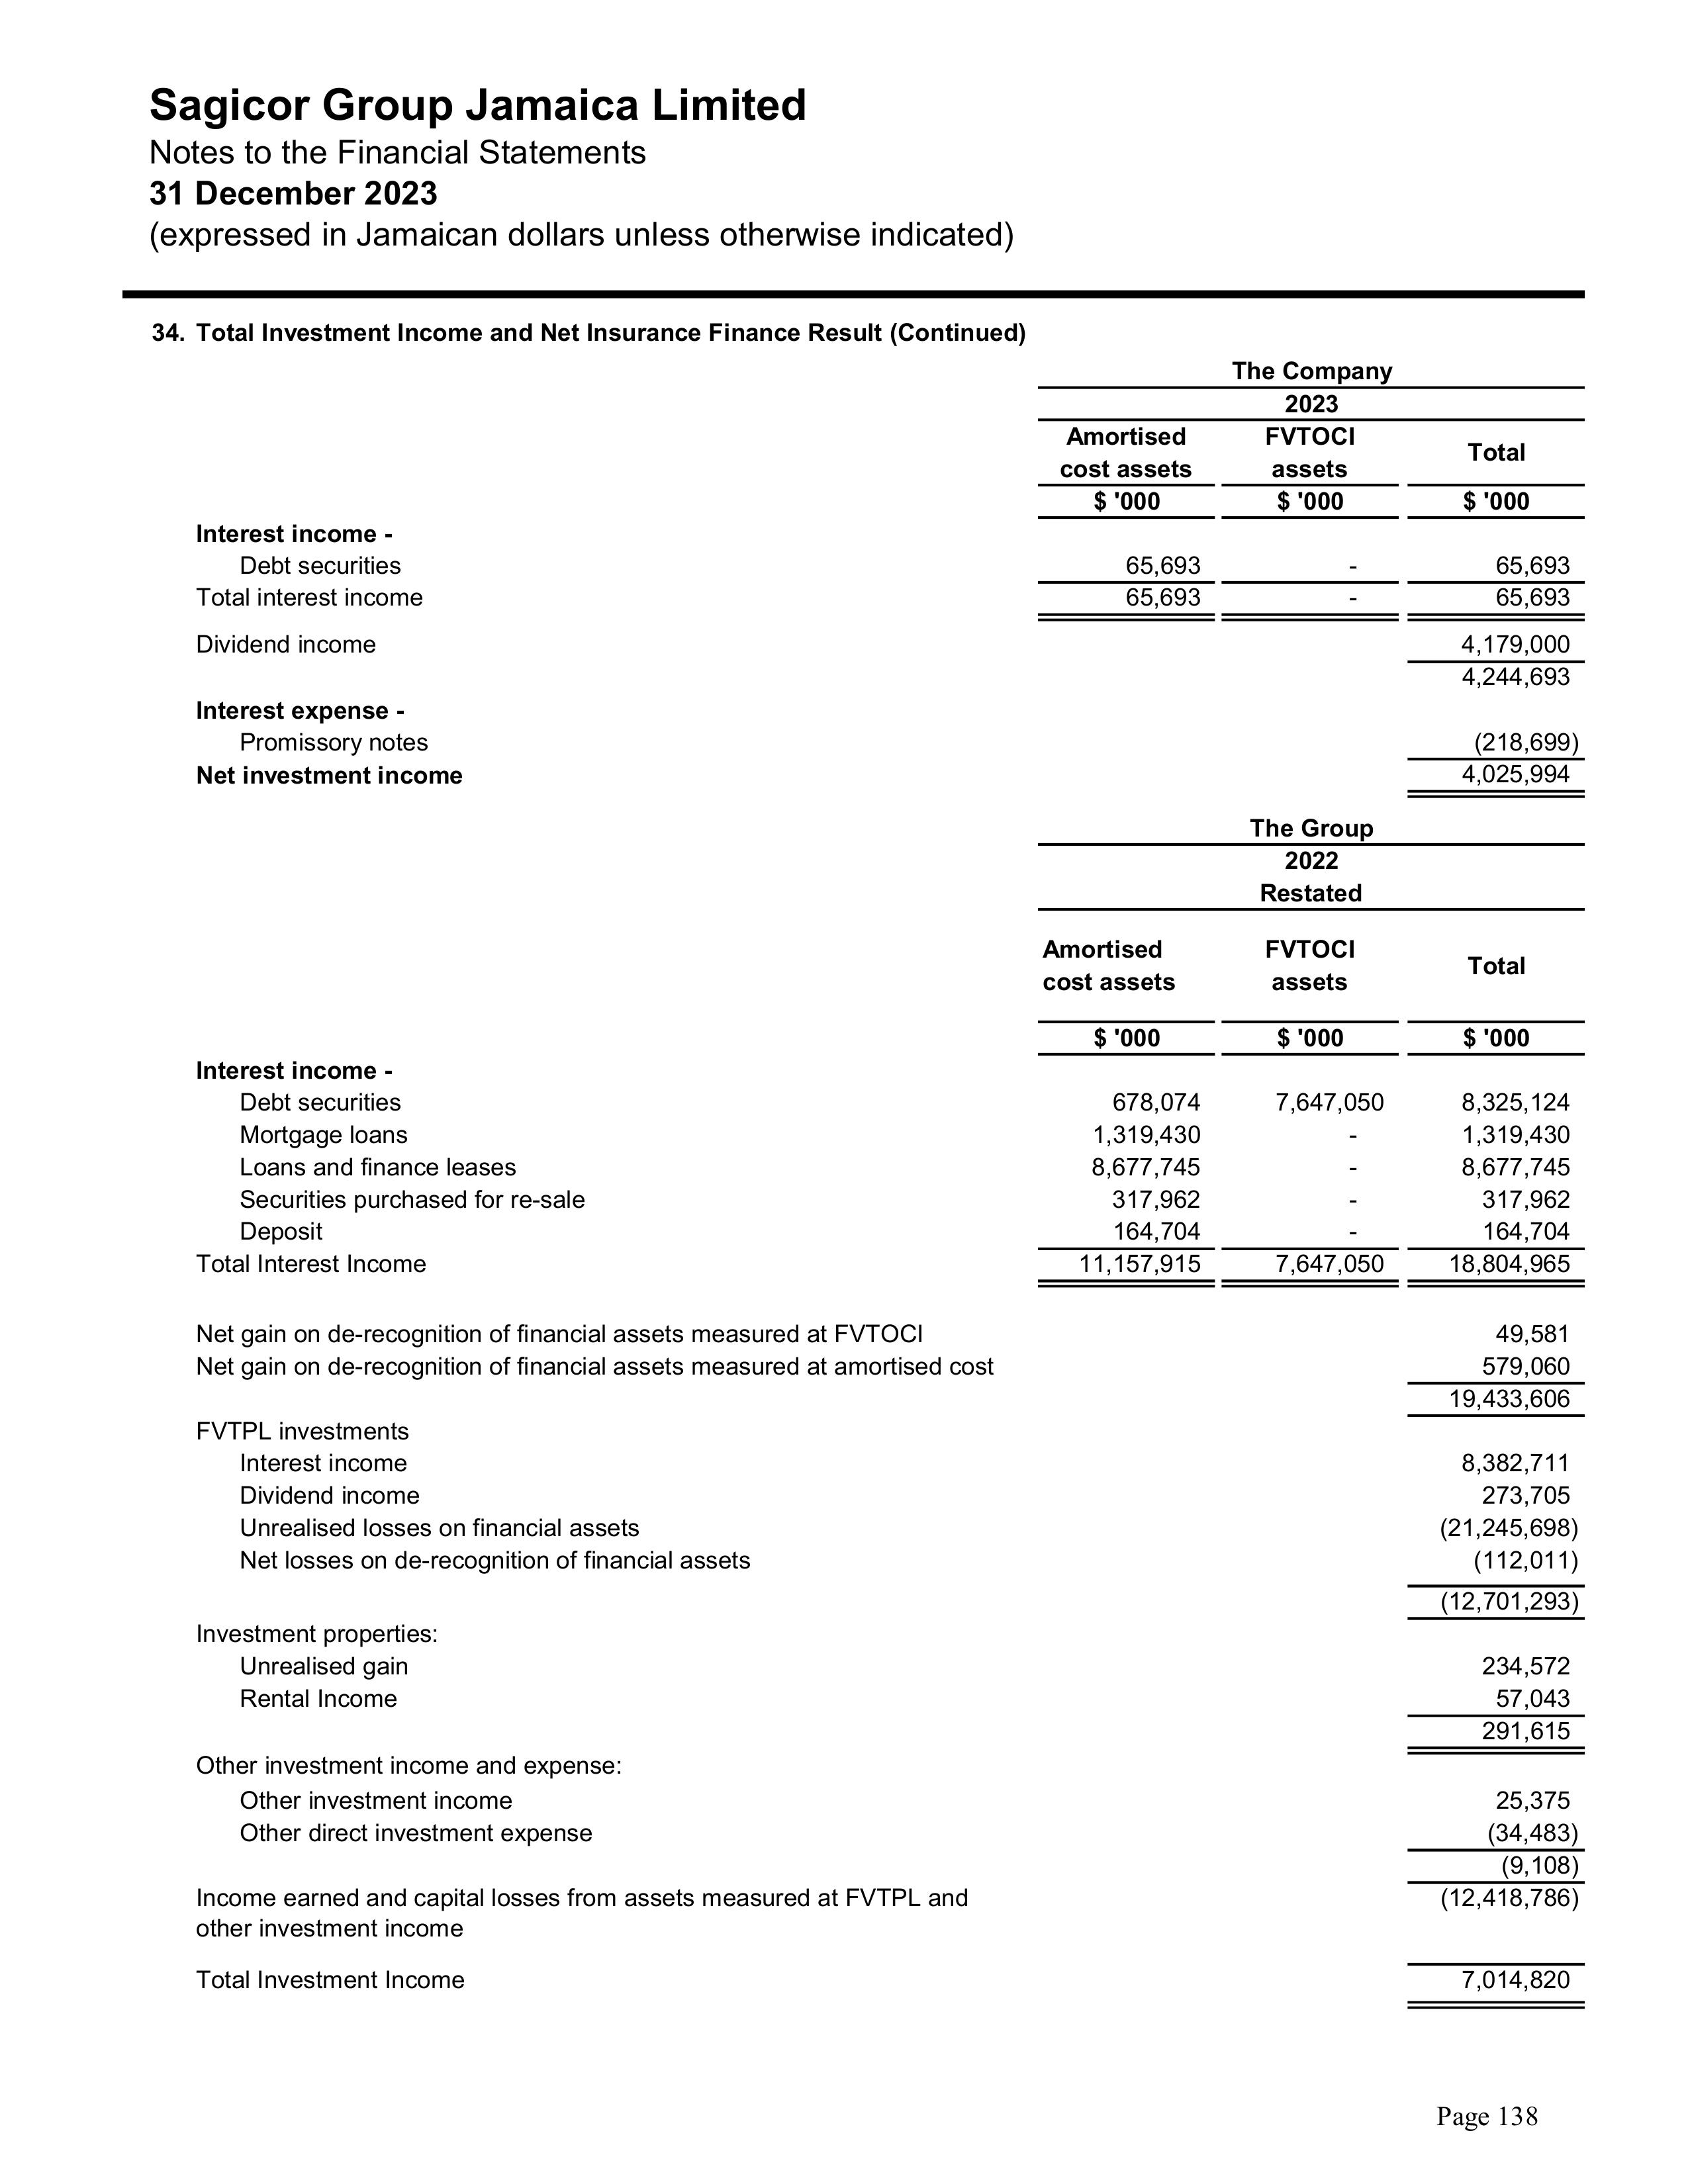 Sagicor Group Jamaica Limited
Notes to the Financial Statements
31 December 2023
(expressed in Jamaican dollars unless otherwise indicated)
34. Total Investment Income and Net Insurance Finance Result (Continued)
The Company
2023
Amortised cost assets FVTOCI assets Total
$ '000 $ '000 $ '000
Interest income -
Debt securities 65,693 - 65,693
Total interest income 65,693 - 65,693
Dividend income 4,179,000
4,244,693
Interest expense -
Promissory notes (218,699)
Net investment income 4,025,994
The Group
2022
Restated
Amortised cost assets FVTOCI assets Total
$ '000 $ '000 $ '000
Interest income -
Debt securities 678,074 7,647,050 8,325,124
Mortgage loans 1,319,430 - 1,319,430
Loans and finance leases 8,677,745 - 8,677,745
Securities purchased for re-sale 317,962 - 317,962
Deposit 164,704 - 164,704
Total Interest Income 11,157,915 7,647,050 18,804,965
Net gain on de-recognition of financial assets measured at FVTOCI 49,581
Net gain on de-recognition of financial assets measured at amortised cost 579,060
19,433,606
FVTPL investments
Interest income 8,382,711
Dividend income 273,705
Unrealised losses on financial assets (21,245,698)
Net losses on de-recognition of financial assets (112,011)
(12,701,293)
Investment properties:
Unrealised gain 234,572
Rental Income 57,043
291,615
Other investment income and expense:
Other investment income 25,375
Other direct investment expense (34,483)
(9,108)
Income earned and capital losses from assets measured at FVTPL and (12,418,786)
other investment income
Total Investment Income 7,014,820
Page 138